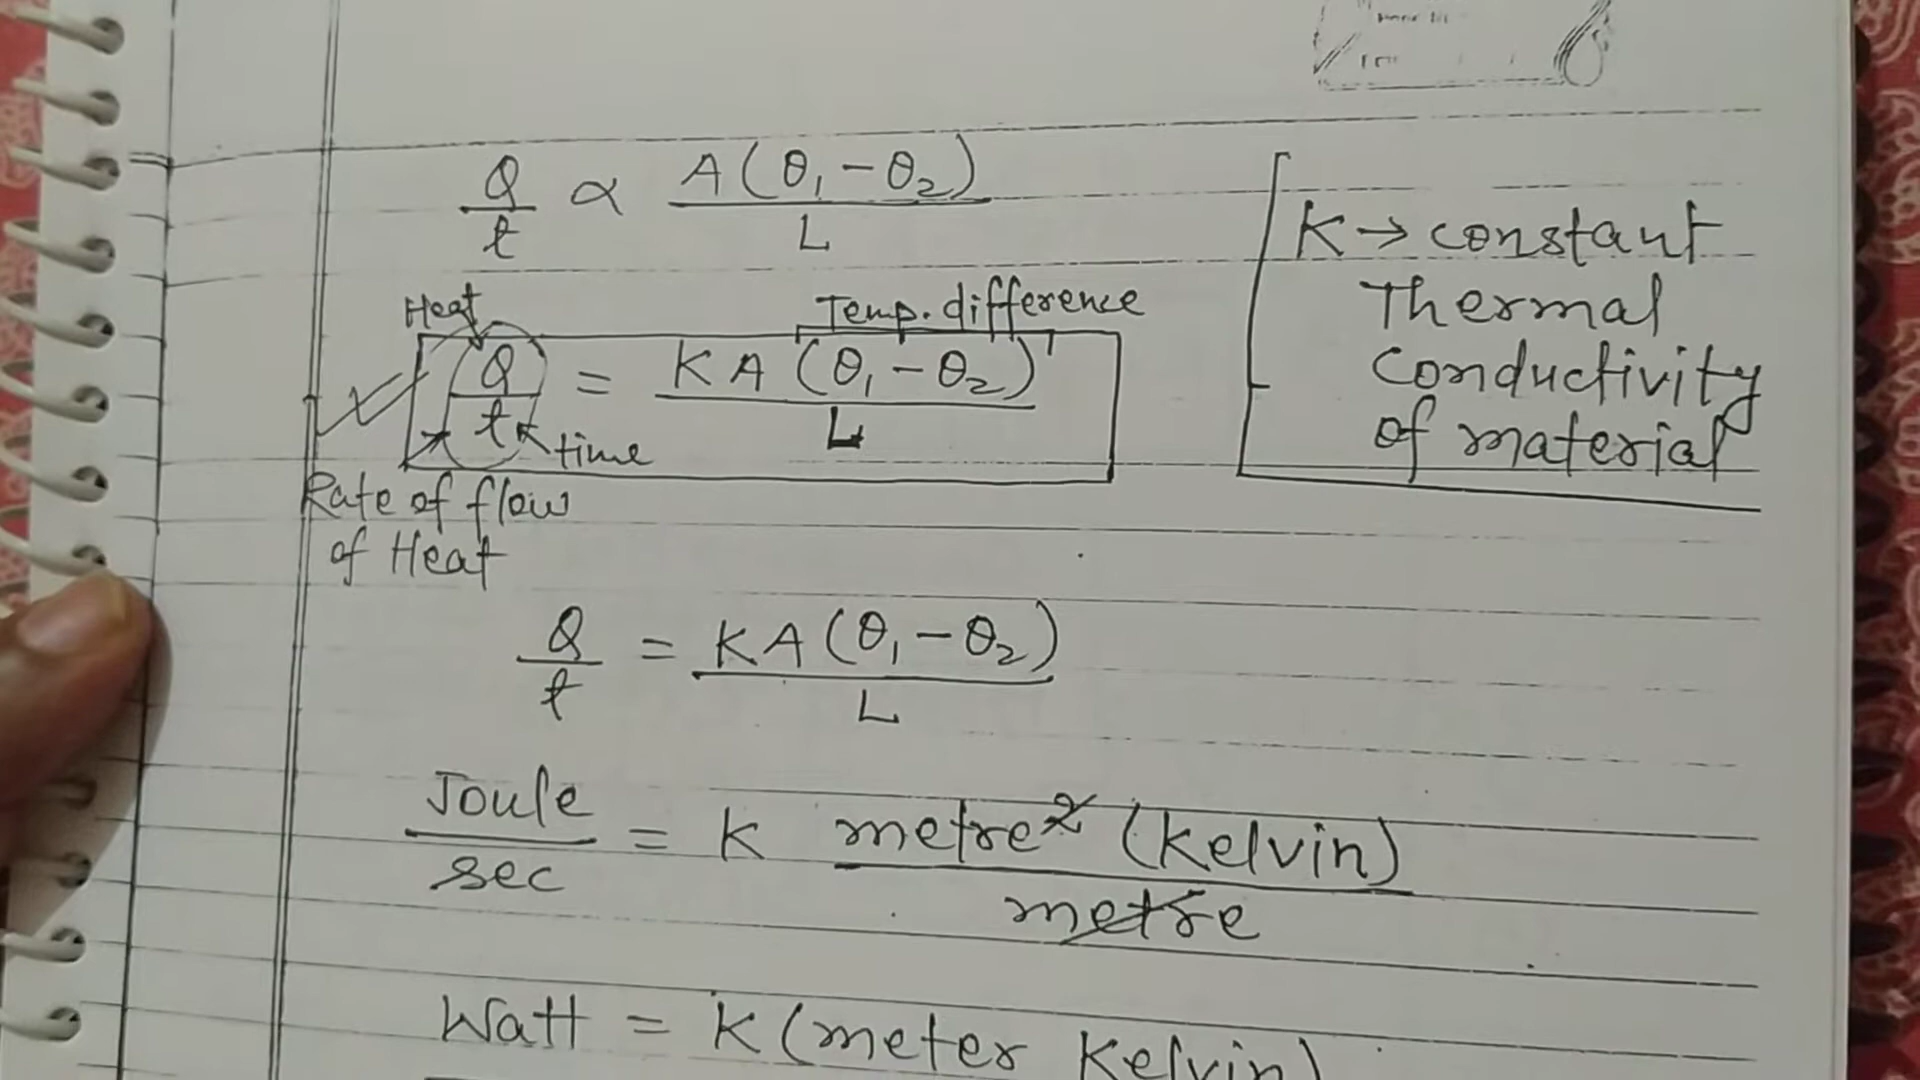 Q/t ∝ A(θ₁-θ₂)/L
Heat
Temp. difference
Q/t = KA(θ₁-θ₂)/L
time
Rate of flow
of Heat
K → constant
Thermal
Conductivity
of material
Q/t = KA(θ₁-θ₂)/L
Joule/sec = K metre² (Kelvin)/metre
Watt = K (meter Kelvin)